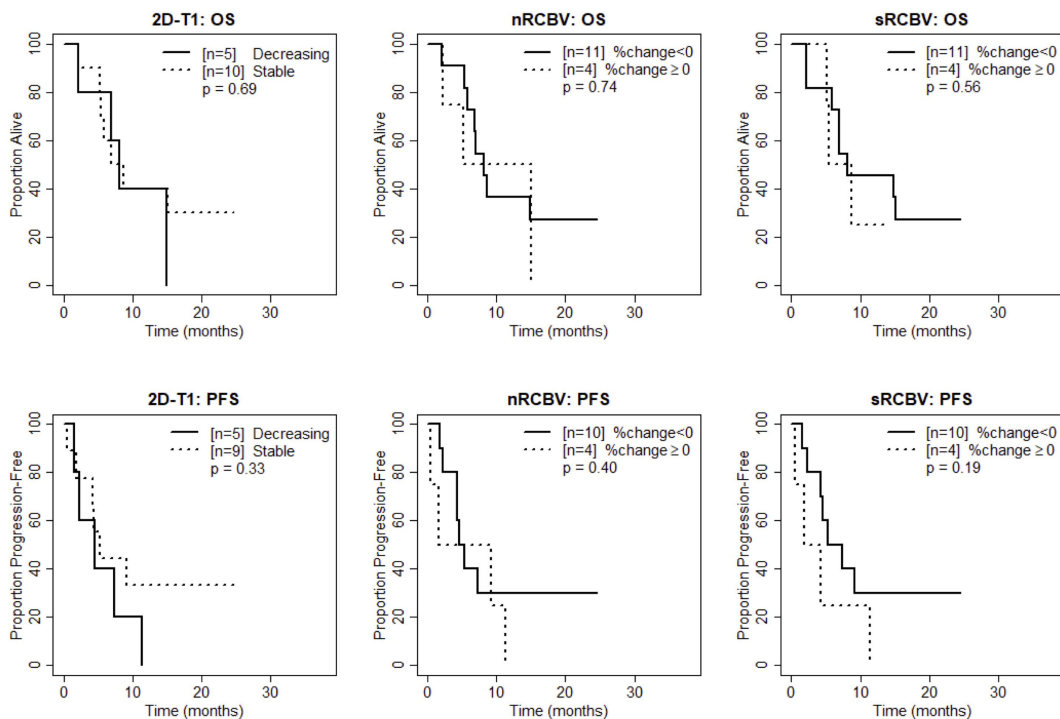 2D-T1: OS
[n=5] Decreasing
[n=10] Stable
p = 0.69
Proportion Alive
0 20 40 60 80 100
0 10 20 30
Time (months)
nRCBV: OS
[n=11] %change<0
[n=4] %change ≥ 0
p = 0.74
Proportion Alive
0 20 40 60 80 100
0 10 20 30
Time (months)
sRCBV: OS
[n=11] %change<0
[n=4] %change ≥ 0
p = 0.56
Proportion Alive
0 20 40 60 80 100
0 10 20 30
Time (months)
2D-T1: PFS
[n=5] Decreasing
[n=9] Stable
p = 0.33
Proportion Progression-Free
0 20 40 60 80 100
0 10 20 30
Time (months)
nRCBV: PFS
[n=10] %change<0
[n=4] %change ≥ 0
p = 0.40
Proportion Progression-Free
0 20 40 60 80 100
0 10 20 30
Time (months)
sRCBV: PFS
[n=10] %change<0
[n=4] %change ≥ 0
p = 0.19
Proportion Progression-Free
0 20 40 60 80 100
0 10 20 30
Time (months)